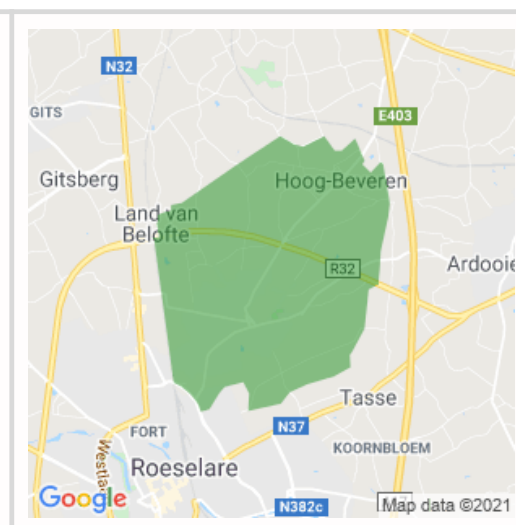 N32
E403
GITS
Gitsberg
Hoog-Beveren
Land van
Belofte
R32
Ardooie
Tasse
N37
FORT
KOORNBLOEM
Roeselare
Westlaa
Google
N382c
Map data ©2021